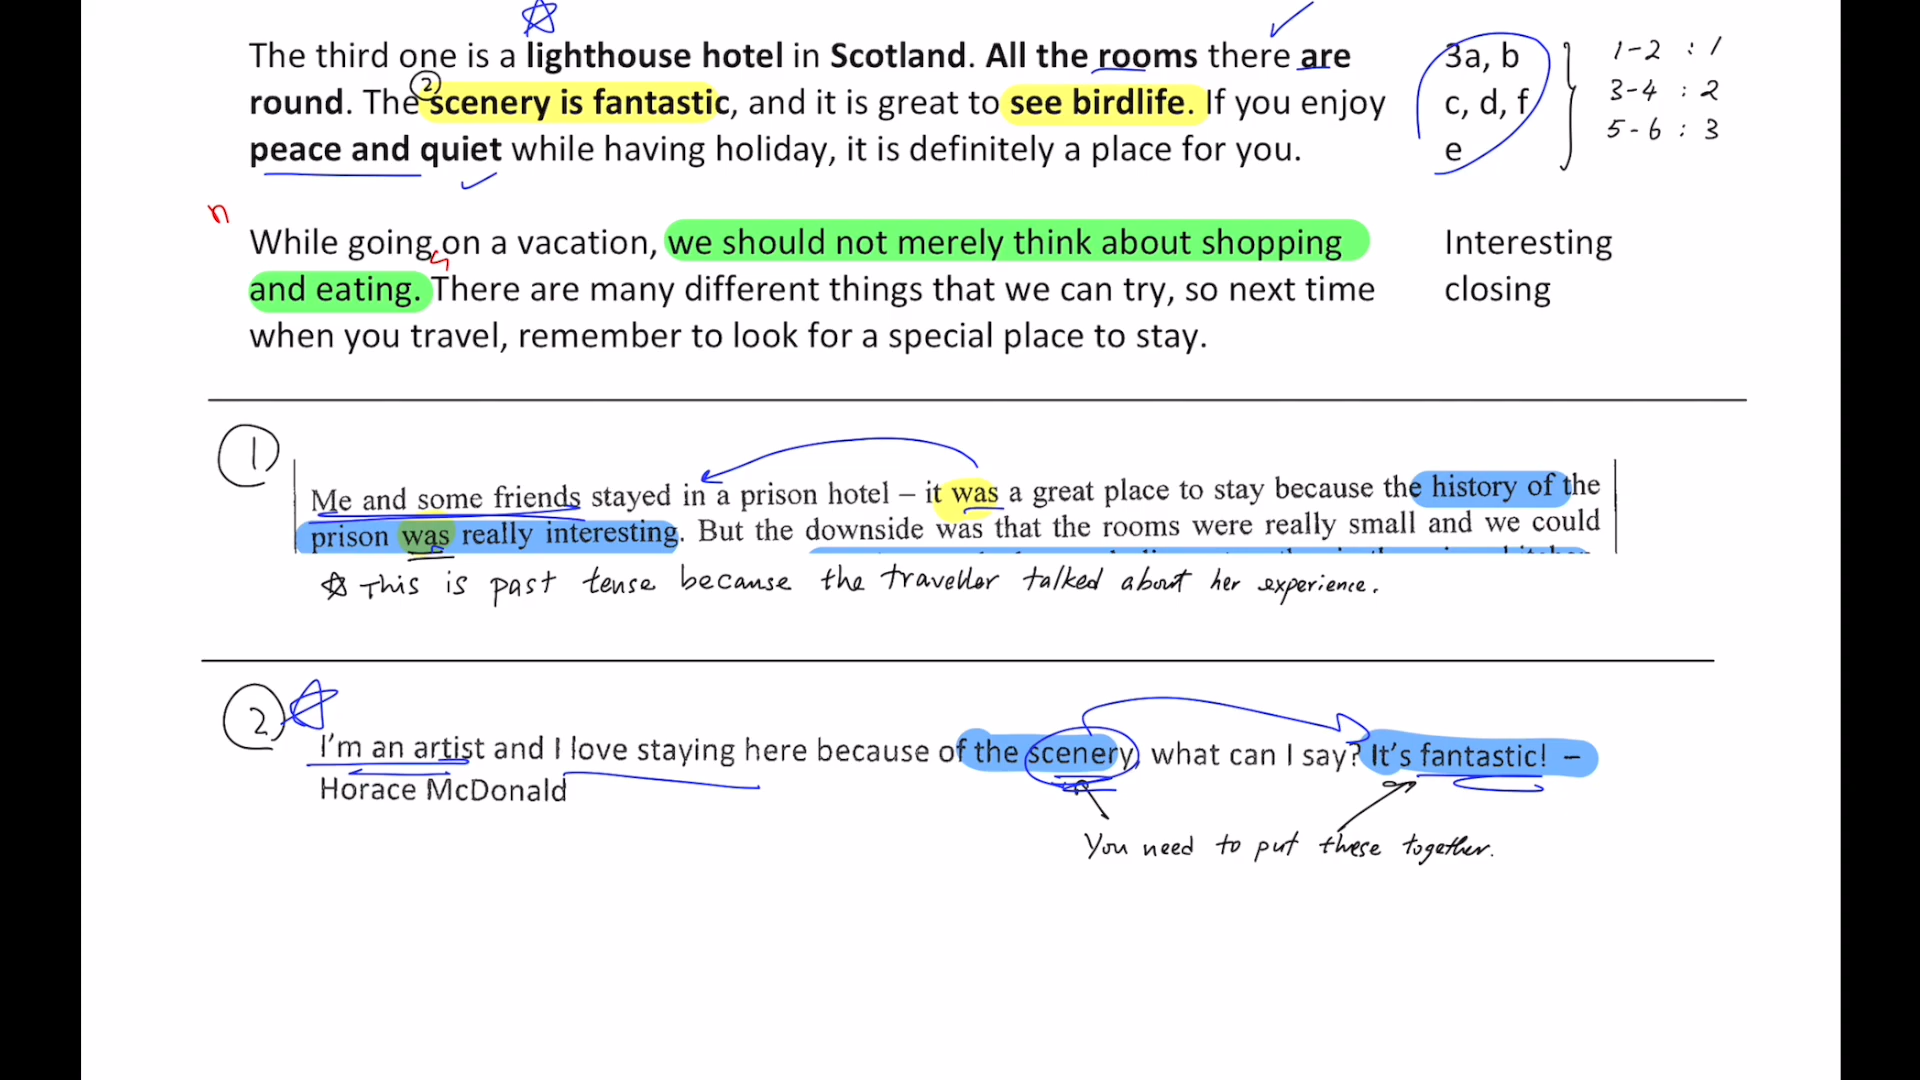 The third one is a lighthouse hotel in Scotland. All the rooms there are 3a, b 1-2 : 1
② round. The scenery is fantastic, and it is great to see birdlife. If you enjoy c, d, f 3-4 : 2
peace and quiet while having holiday, it is definitely a place for you. e 5-6 : 3
n
While going on a vacation, we should not merely think about shopping Interesting
and eating. There are many different things that we can try, so next time closing
when you travel, remember to look for a special place to stay.
①
Me and some friends stayed in a prison hotel – it was a great place to stay because the history of the
prison was really interesting. But the downside was that the rooms were really small and we could
☆ This is past tense because the traveller talked about her experience.
②
I'm an artist and I love staying here because of the scenery, what can I say? It's fantastic! –
Horace McDonald
You need to put these together.